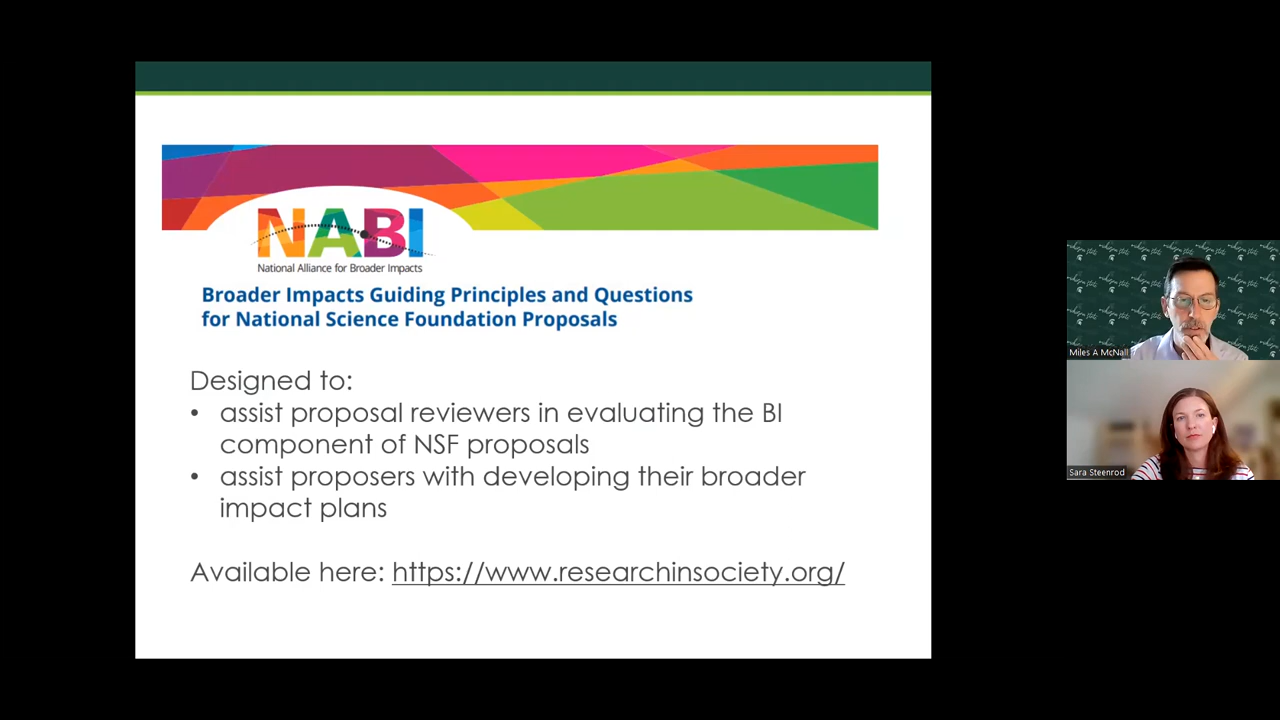 NABI
National Alliance for Broader Impacts
Broader Impacts Guiding Principles and Questions
for National Science Foundation Proposals
Designed to:
• assist proposal reviewers in evaluating the BI
component of NSF proposals
• assist proposers with developing their broader
impact plans
Available here: https://www.researchinsociety.org/
Miles A McNall
Sara Steenrod